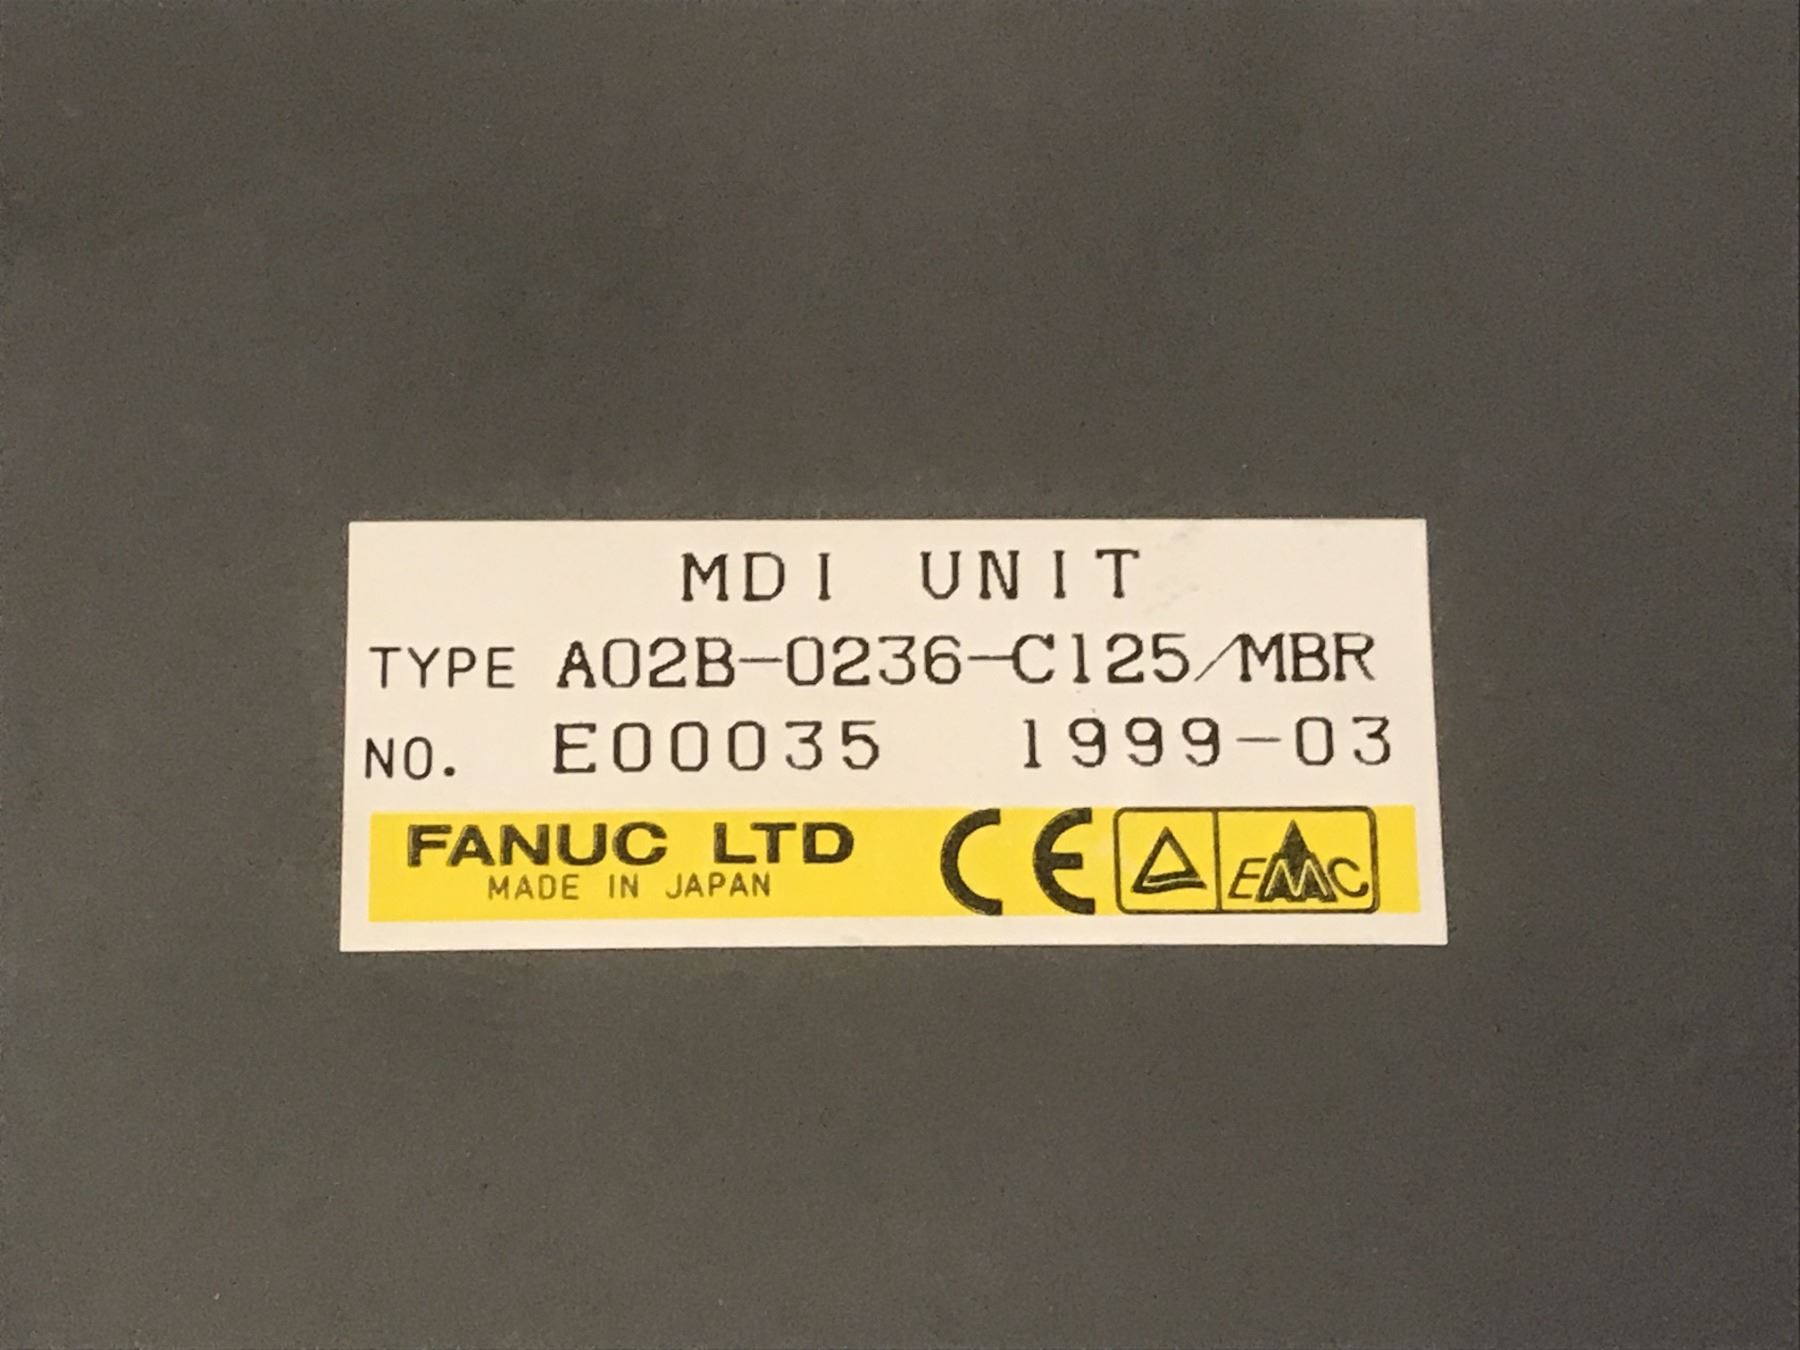 MDI UNIT
TYPE A02B-0236-C125/MBR
NO. E00035 1999-03
FANUC LTD CE EMC
MADE IN JAPAN